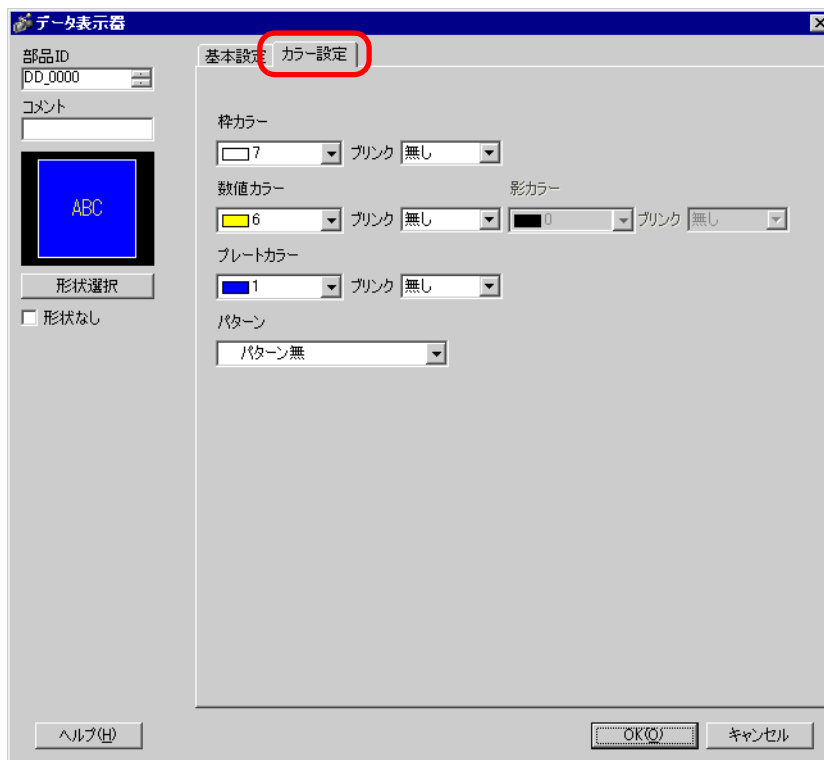 データ表示器
部品ID
DD_0000
コメント
ABC
形状選択
形状なし
基本設定 カラー設定
枠カラー
7 ブリンク 無し
数値カラー 影カラー
6 ブリンク 無し 0 ブリンク 無し
プレートカラー
1 ブリンク 無し
パターン
パターン無
ヘルプ(H) OK(O) キャンセル